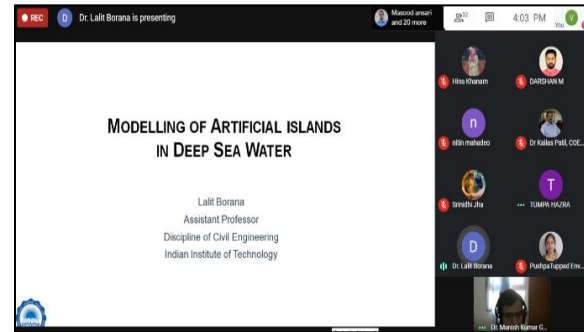 REC
D
Dr. Lalit Borana is presenting
Masood ansari
and 20 more
32
4:03 PM
You
V
MODELLING OF ARTIFICIAL ISLANDS
IN DEEP SEA WATER
Lalit Borana
Assistant Professor
Discipline of Civil Engineering
Indian Institute of Technology
Hina Khanam
DARSHAN M
n
nitin mahadeo
Dr Kailas Patil, COE...
Srinidhi Jha
T
TUMPA HAZRA
D
Dr. Lalit Borana
Pushpa Tuppad Env...
Dr. Manish Kumar G...